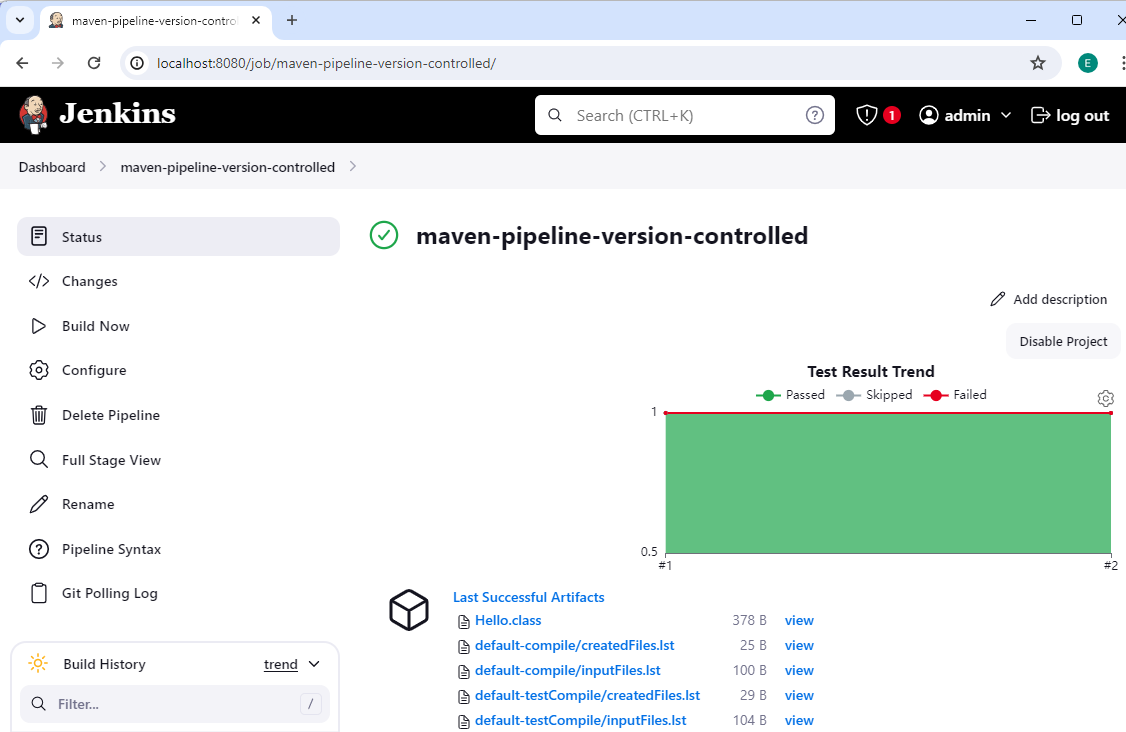 maven-pipeline-version-contro
localhost:8080/job/maven-pipeline-version-controlled/
E
Jenkins
Search (CTRL+K)
?
1
admin
log out
Dashboard
maven-pipeline-version-controlled
Status
Changes
Build Now
Configure
Delete Pipeline
Full Stage View
Rename
Pipeline Syntax
Git Polling Log
Build History
trend
Filter...
/
maven-pipeline-version-controlled
Add description
Disable Project
Test Result Trend
Passed Skipped Failed
1
0.5
#1 #2
Last Successful Artifacts
Hello.class 378 B view
default-compile/createdFiles.lst 25 B view
default-compile/inputFiles.lst 100 B view
default-testCompile/createdFiles.lst 29 B view
default-testCompile/inputFiles.lst 104 B view